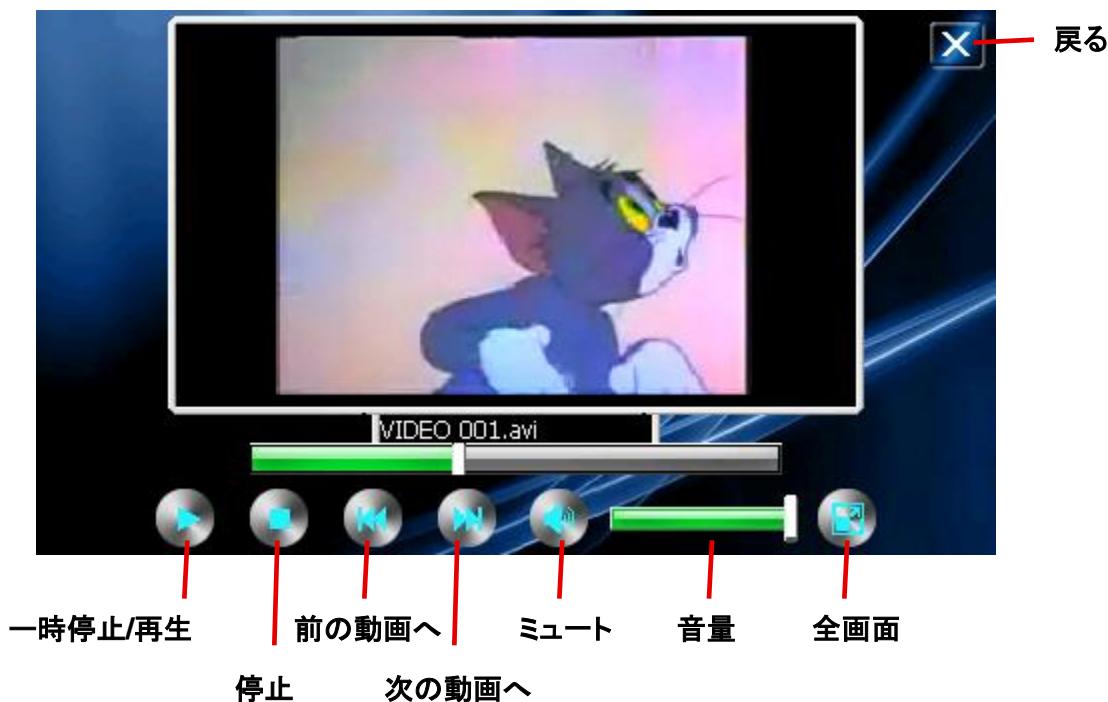 戻る
VIDEO 001.avi
一時停止/再生
前の動画へ
ミュート
音量
全画面
停止
次の動画へ